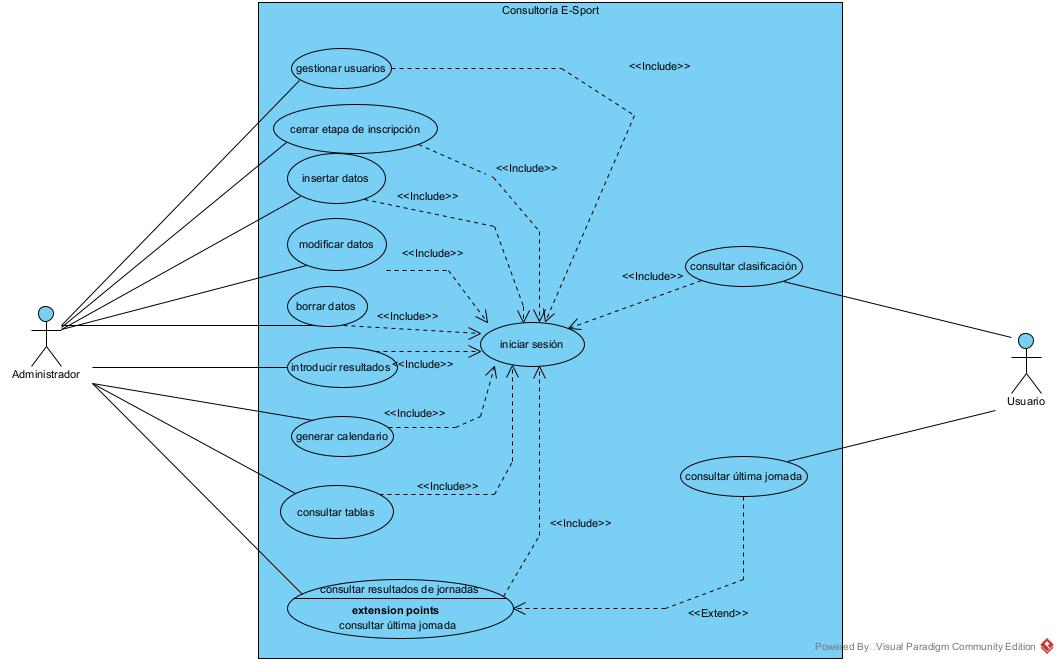 Consultoría E-Sport
gestionar usuarios
<<Include>>
cerrar etapa de inscripción
<<Include>>
insertar datos
<<Include>>
modificar datos
<<Include>>
consultar clasificación
<<Include>>
borrar datos
<<Include>>
iniciar sesión
introducir resultados
<<Include>>
Administrador
Usuario
<<Include>>
generar calendario
consultar última jornada
<<Include>>
consultar tablas
<<Include>>
consultar resultados de jornadas
extension points
consultar última jornada
<<Extend>>
Powered By Visual Paradigm Community Edition